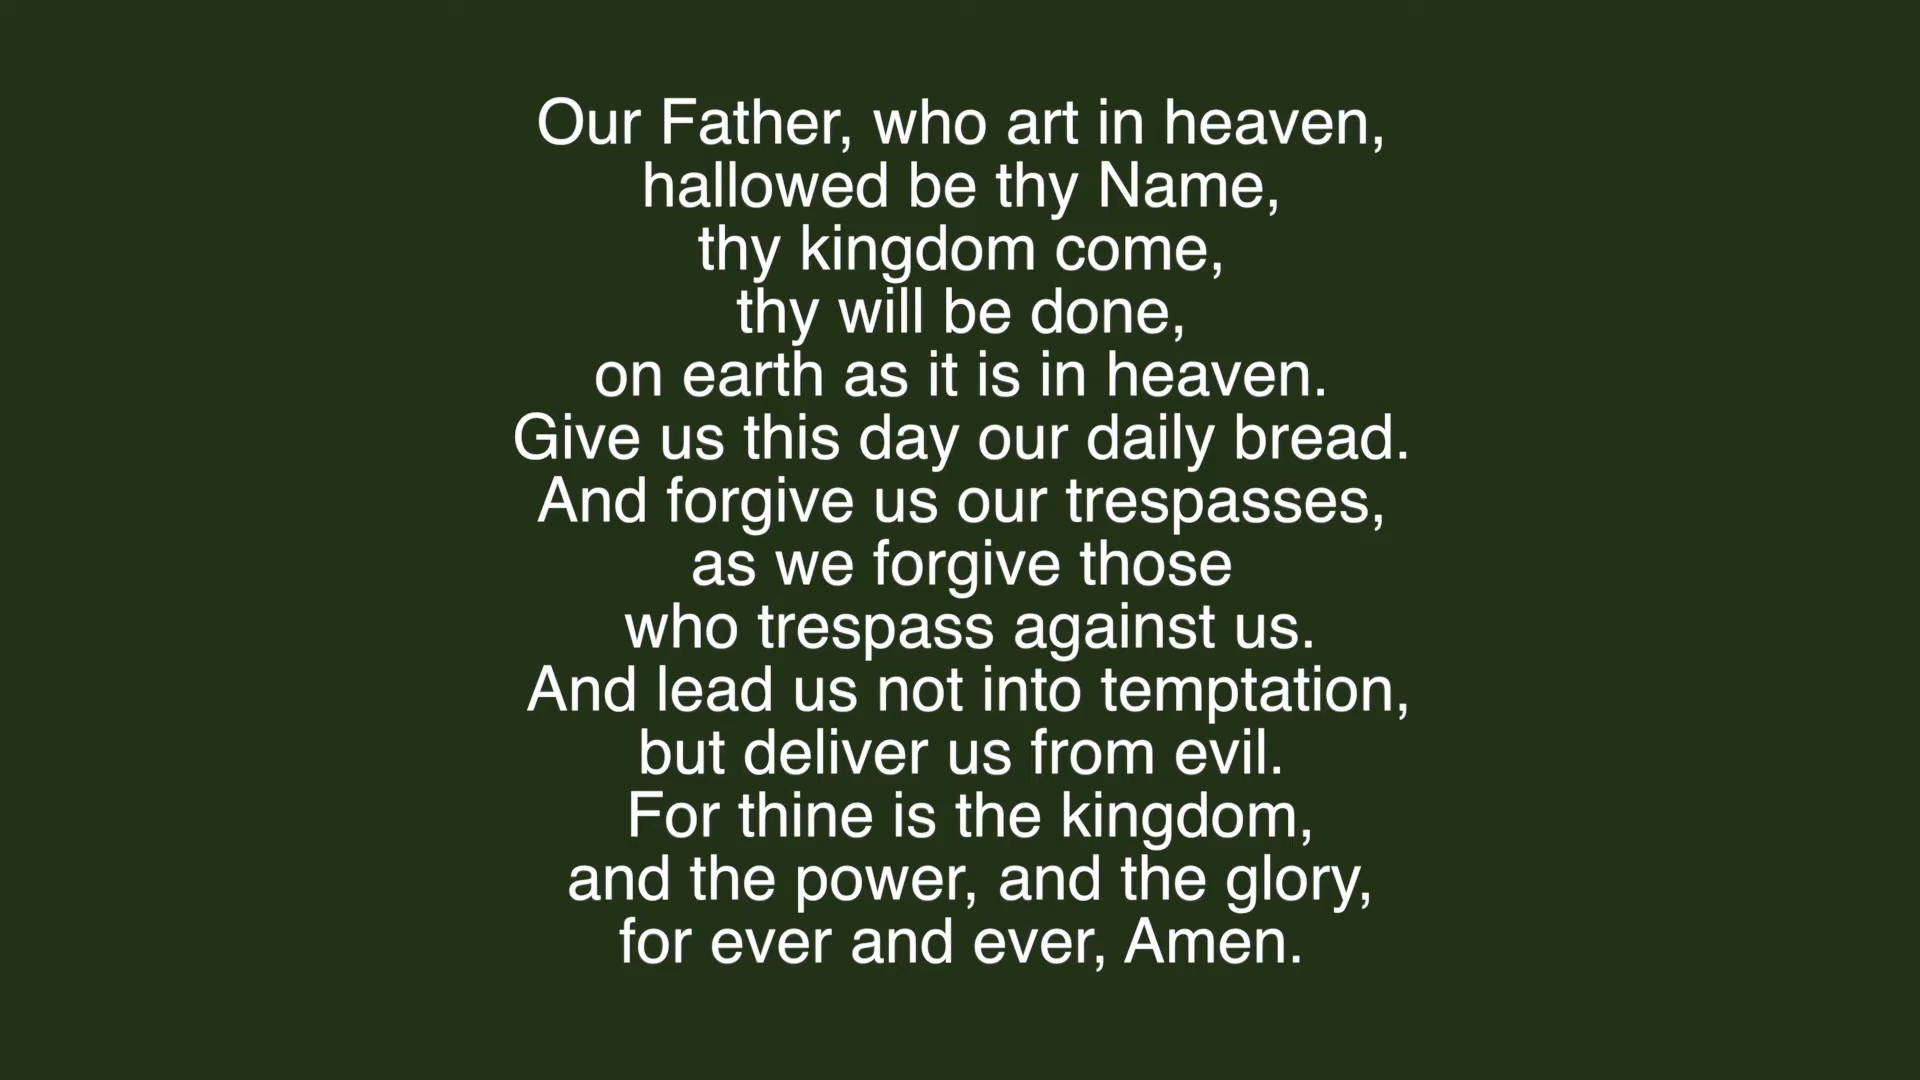 Our Father, who art in heaven,
hallowed be thy Name,
thy kingdom come,
thy will be done,
on earth as it is in heaven.
Give us this day our daily bread.
And forgive us our trespasses,
as we forgive those
who trespass against us.
And lead us not into temptation,
but deliver us from evil.
For thine is the kingdom,
and the power, and the glory,
for ever and ever, Amen.